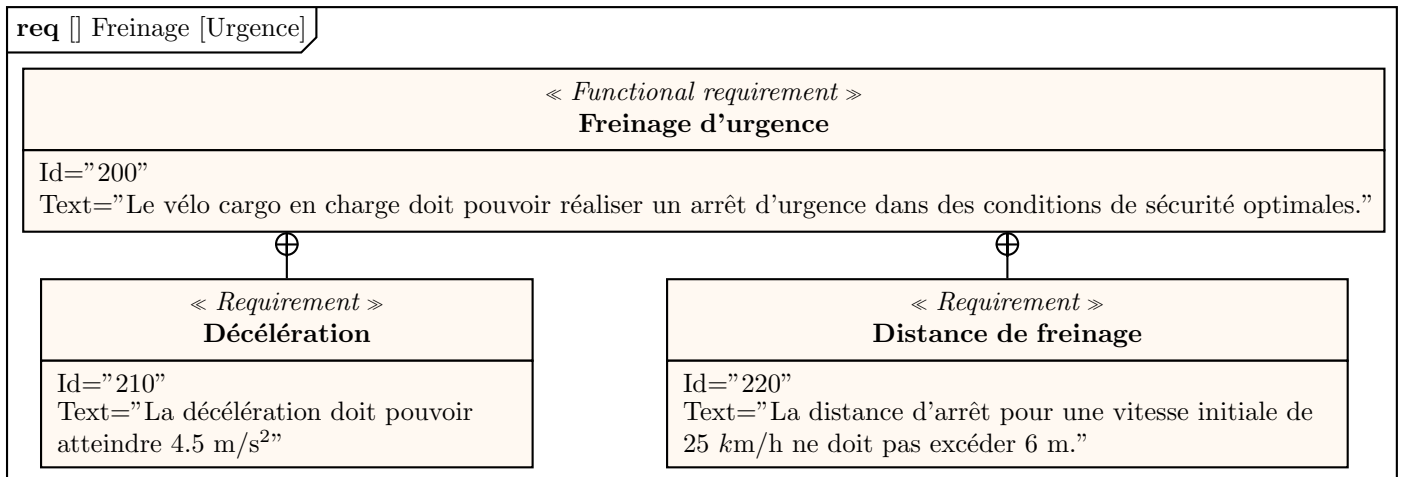 req [] Freinage [Urgence]
≪ Functional requirement ≫
Freinage d'urgence
Id=”200”
Text=”Le vélo cargo en charge doit pouvoir réaliser un arrêt d'urgence dans des conditions de sécurité optimales.”
≪ Requirement ≫
Décélération
Id=”210”
Text=”La décélération doit pouvoir
atteindre 4.5 m/s²”
≪ Requirement ≫
Distance de freinage
Id=”220”
Text=”La distance d'arrêt pour une vitesse initiale de
25 km/h ne doit pas excéder 6 m.”